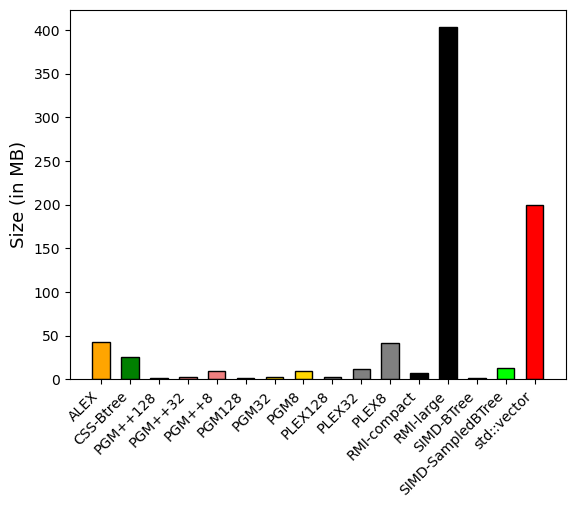 Size (in MB)
400
350
300
250
200
150
100
50
0
ALEX
CSS-Btree
PGM++128
PGM++32
PGM++8
PGM128
PGM32
PGM8
PLEX128
PLEX32
PLEX8
RMI-compact
RMI-large
SIMD-BTree
SIMD-SampledBTree
std::vector